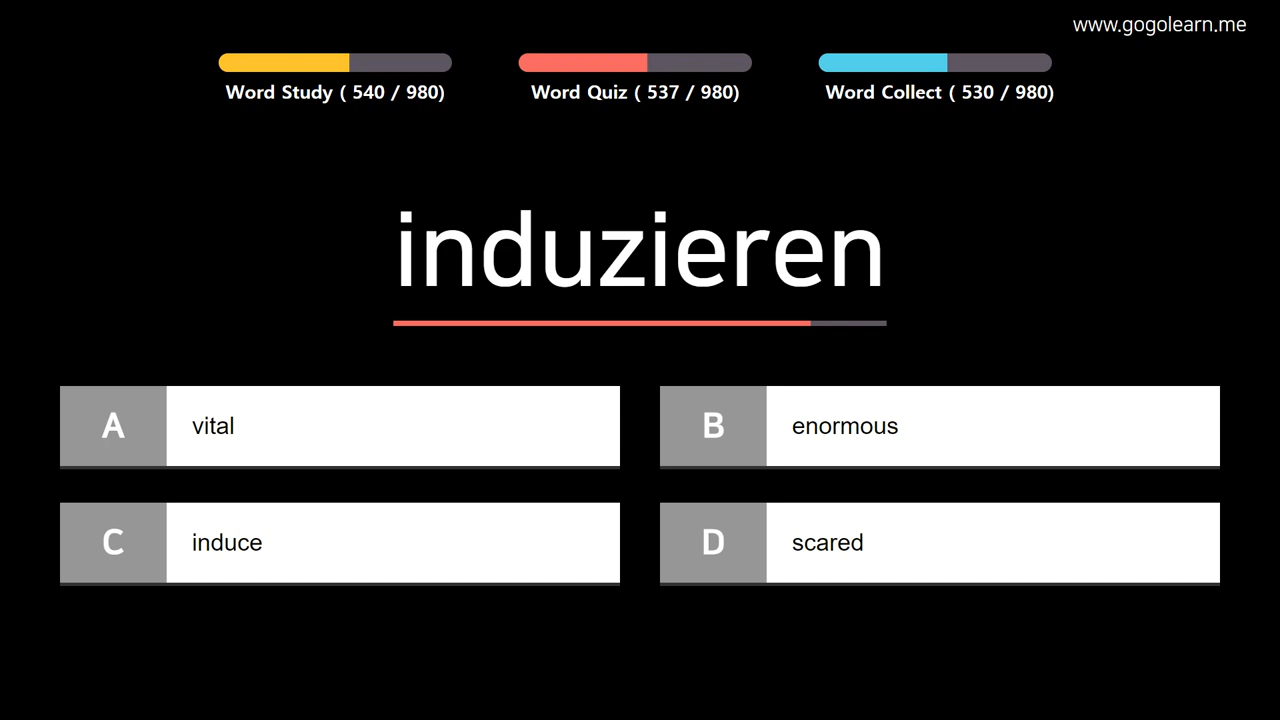 www.gogolearn.me
Word Study ( 540 / 980)
Word Quiz ( 537 / 980)
Word Collect ( 530 / 980)
induzieren
A vital
B enormous
C induce
D scared